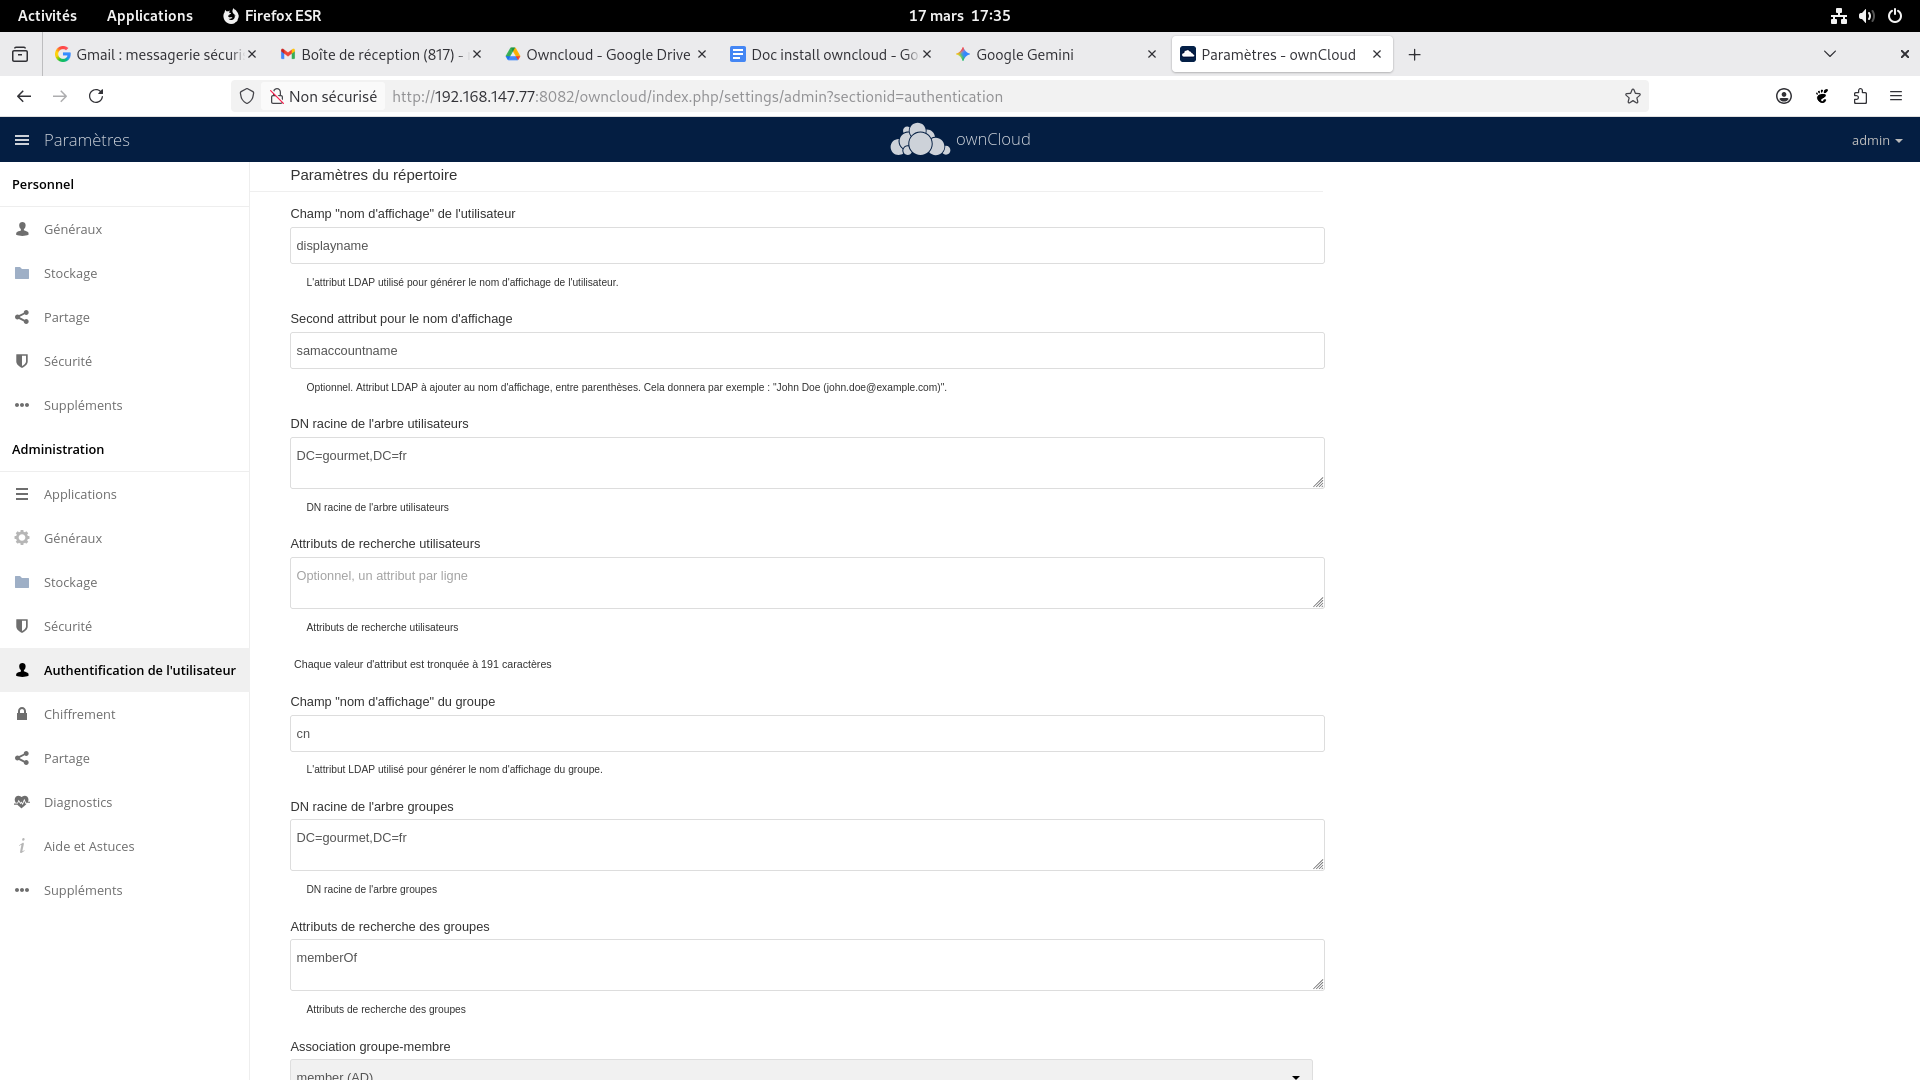 Activités Applications Firefox ESR 17 mars 17:35
Gmail : messagerie sécuri Boîte de réception (817) - Owncloud - Google Drive Doc install owncloud - Go Google Gemini Paramètres - ownCloud
Non sécurisé http://192.168.147.77:8082/owncloud/index.php/settings/admin?sectionid=authentication
Paramètres ownCloud admin
Personnel
Généraux
Stockage
Partage
Sécurité
Suppléments
Administration
Applications
Généraux
Stockage
Sécurité
Authentification de l'utilisateur
Chiffrement
Partage
Diagnostics
Aide et Astuces
Suppléments
Paramètres du répertoire
Champ "nom d'affichage" de l'utilisateur
displayname
L'attribut LDAP utilisé pour générer le nom d'affichage de l'utilisateur.
Second attribut pour le nom d'affichage
samaccountname
Optionnel. Attribut LDAP à ajouter au nom d'affichage, entre parenthèses. Cela donnera par exemple : "John Doe (john.doe@example.com)".
DN racine de l'arbre utilisateurs
DC=gourmet,DC=fr
DN racine de l'arbre utilisateurs
Attributs de recherche utilisateurs
Optionnel, un attribut par ligne
Attributs de recherche utilisateurs
Chaque valeur d'attribut est tronquée à 191 caractères
Champ "nom d'affichage" du groupe
cn
L'attribut LDAP utilisé pour générer le nom d'affichage du groupe.
DN racine de l'arbre groupes
DC=gourmet,DC=fr
DN racine de l'arbre groupes
Attributs de recherche des groupes
memberOf
Attributs de recherche des groupes
Association groupe-membre
member (AD)